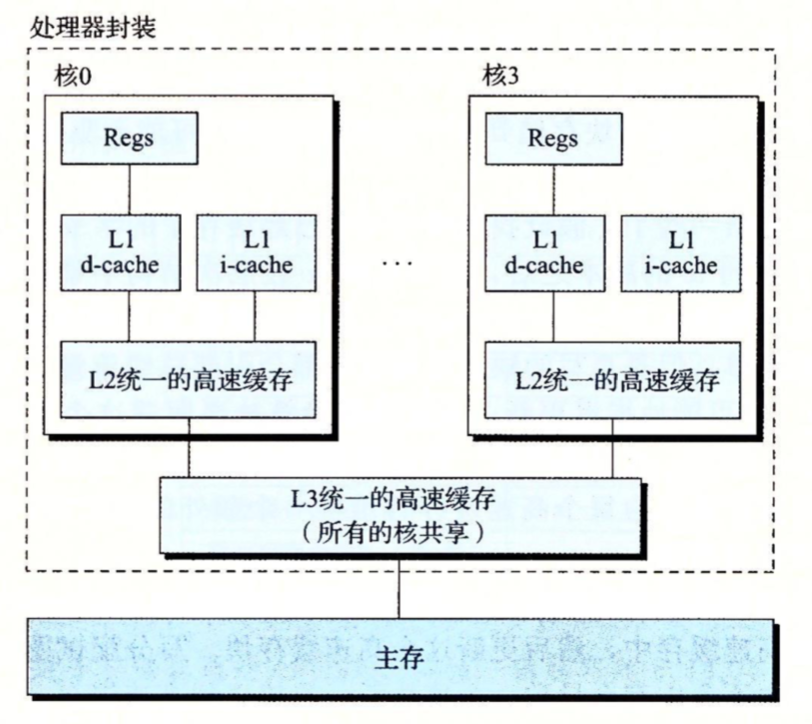 处理器封装
核0
核3
Regs
Regs
L1
d-cache
L1
i-cache
...
L1
d-cache
L1
i-cache
L2统一的高速缓存
L2统一的高速缓存
L3统一的高速缓存
（所有的核共享）
主存